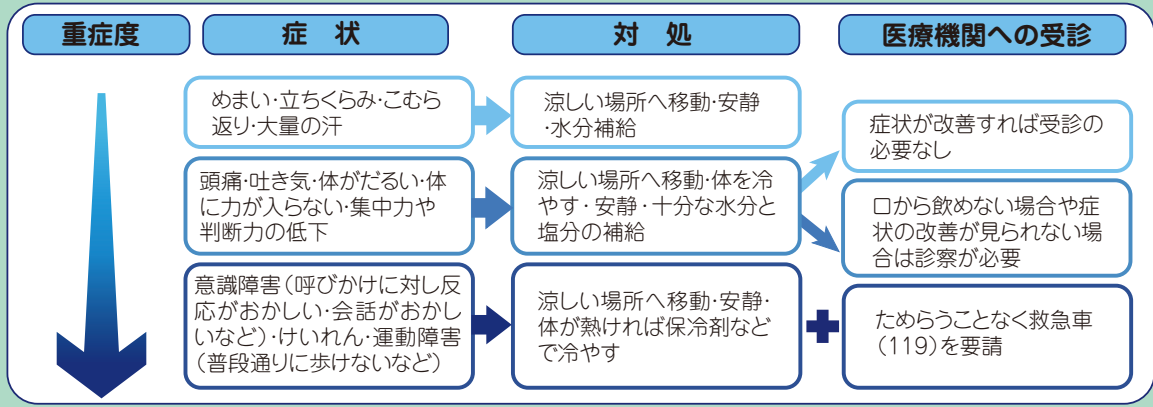 重症度
症　状
対　処
医療機関への受診
めまい・立ちくらみ・こむら
返り・大量の汗
涼しい場所へ移動・安静
・水分補給
症状が改善すれば受診の
必要なし
頭痛・吐き気・体がだるい・体
に力が入らない・集中力や
判断力の低下
涼しい場所へ移動・体を冷
やす・安静・十分な水分と
塩分の補給
口から飲めない場合や症
状の改善が見られない場
合は診察が必要
意識障害（呼びかけに対し反
応がおかしい・会話がおかし
いなど）・けいれん・運動障害
（普段通りに歩けないなど）
涼しい場所へ移動・安静・
体が熱ければ保冷剤など
で冷やす
ためらうことなく救急車
（119）を要請